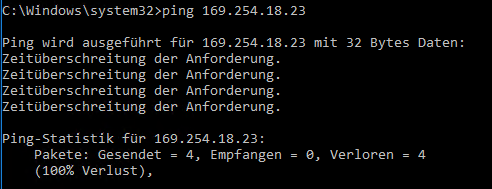 C:\Windows\system32>ping 169.254.18.23
Ping wird ausgeführt für 169.254.18.23 mit 32 Bytes Daten:
Zeitüberschreitung der Anforderung.
Zeitüberschreitung der Anforderung.
Zeitüberschreitung der Anforderung.
Zeitüberschreitung der Anforderung.
Ping-Statistik für 169.254.18.23:
    Pakete: Gesendet = 4, Empfangen = 0, Verloren = 4
    (100% Verlust),